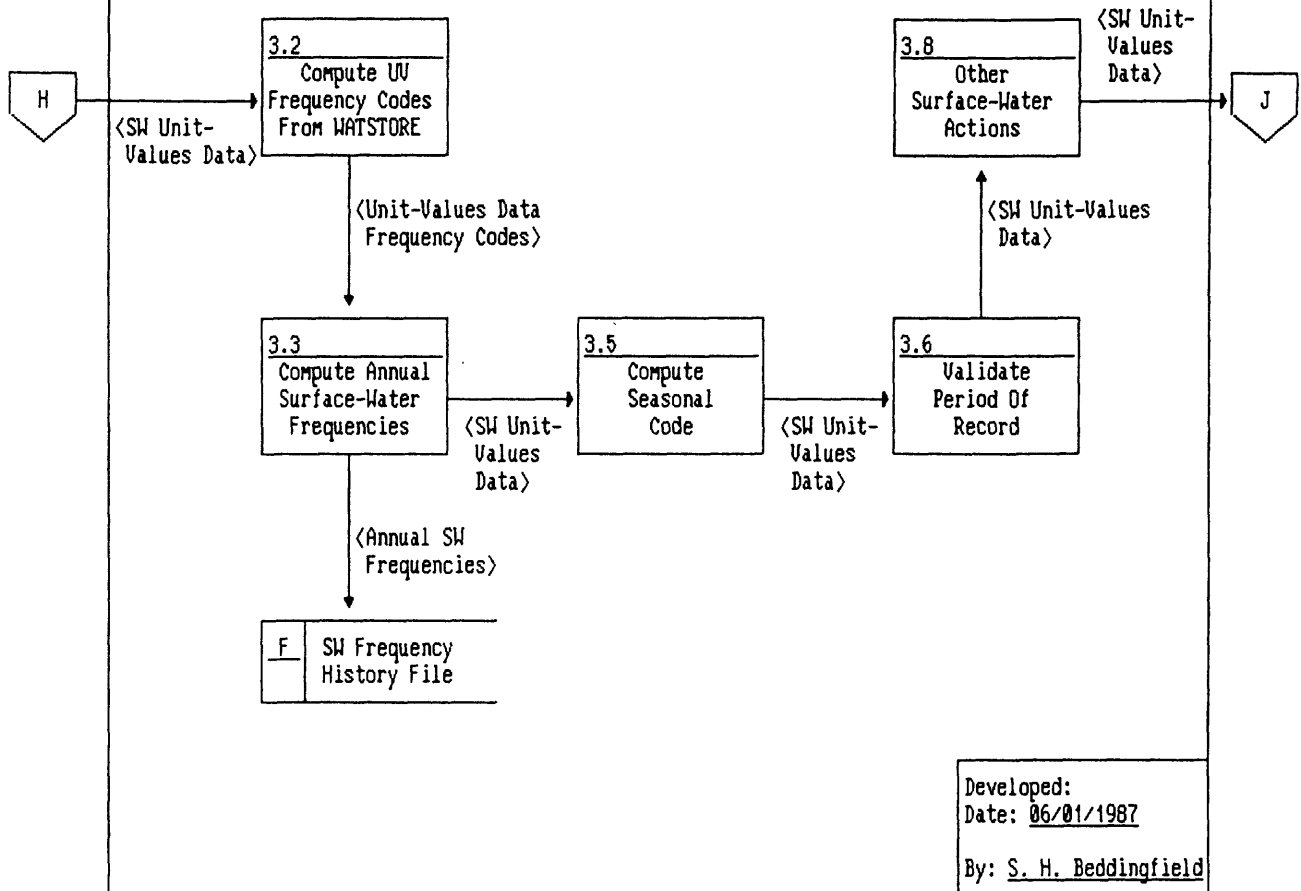 H
<SW Unit-
Values Data>
3.2
Compute UV
Frequency Codes
From WATSTORE
<Unit-Values Data
Frequency Codes>
3.8
Other
Surface-Water
Actions
<SW Unit-
Values
Data>
J
<SW Unit-Values
Data>
3.3
Compute Annual
Surface-Water
Frequencies
<SW Unit-
Values
Data>
3.5
Compute
Seasonal
Code
<SW Unit-
Values
Data>
3.6
Validate
Period Of
Record
<Annual SW
Frequencies>
F
SW Frequency
History File
Developed:
Date: 06/01/1987
By: S. H. Beddingfield